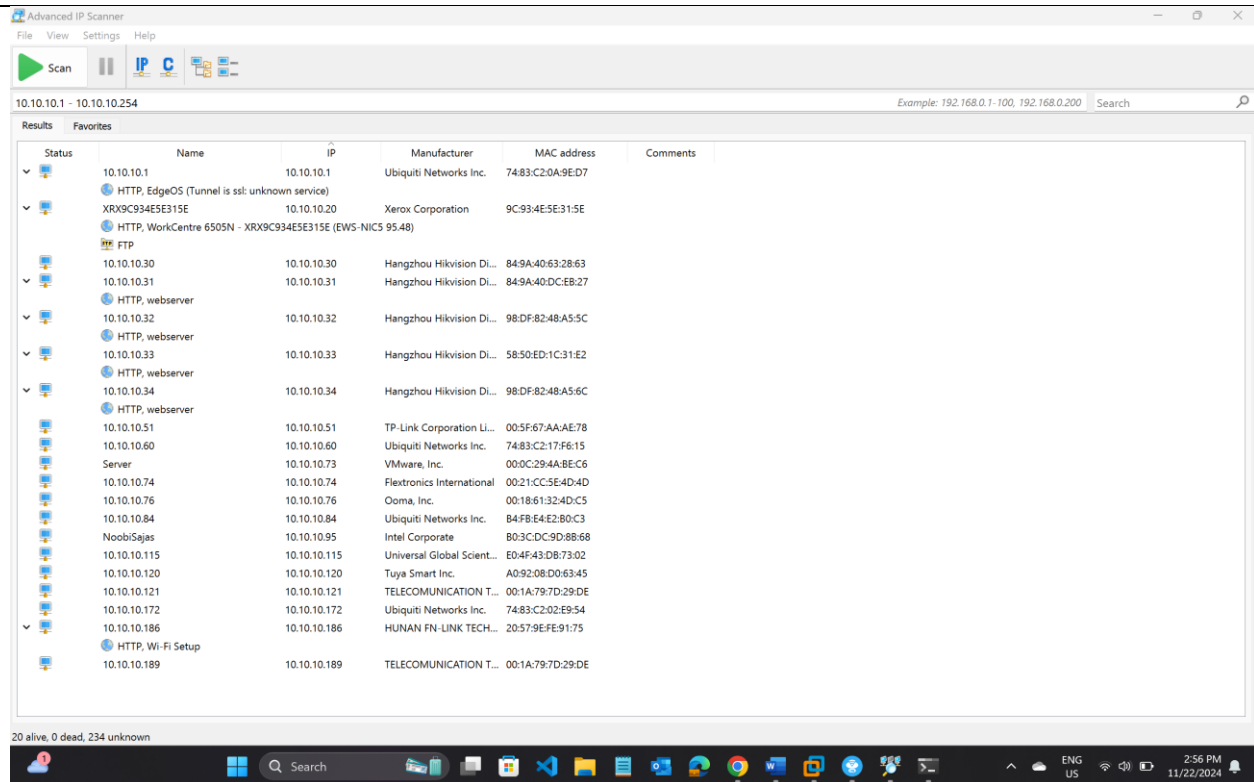 Advanced IP Scanner
File View Settings Help
Scan IP C
10.10.10.1 - 10.10.10.254 Example: 192.168.0.1-100, 192.168.0.200 Search
Results Favorites
Status Name IP Manufacturer MAC address Comments
10.10.10.1 10.10.10.1 Ubiquiti Networks Inc. 74:83:C2:0A:9E:D7
HTTP, EdgeOS (Tunnel is ssl: unknown service)
XRX9C934E5E315E 10.10.10.20 Xerox Corporation 9C:93:4E:5E:31:5E
HTTP, WorkCentre 6505N - XRX9C934E5E315E (EWS-NIC5 95.48)
FTP
10.10.10.30 10.10.10.30 Hangzhou Hikvision Di... 84:9A:40:63:28:63
10.10.10.31 10.10.10.31 Hangzhou Hikvision Di... 84:9A:40:DC:EB:27
HTTP, webserver
10.10.10.32 10.10.10.32 Hangzhou Hikvision Di... 98:DF:82:48:A5:5C
HTTP, webserver
10.10.10.33 10.10.10.33 Hangzhou Hikvision Di... 58:50:ED:1C:31:E2
HTTP, webserver
10.10.10.34 10.10.10.34 Hangzhou Hikvision Di... 98:DF:82:48:A5:6C
HTTP, webserver
10.10.10.51 10.10.10.51 TP-Link Corporation Li... 00:5F:67:AA:AE:78
10.10.10.60 10.10.10.60 Ubiquiti Networks Inc. 74:83:C2:17:F6:15
Server 10.10.10.73 VMware, Inc. 00:0C:29:4A:BE:C6
10.10.10.74 10.10.10.74 Flextronics International 00:21:CC:5E:4D:4D
10.10.10.76 10.10.10.76 Ooma, Inc. 00:18:61:32:4D:C5
10.10.10.84 10.10.10.84 Ubiquiti Networks Inc. B4:FB:E4:E2:B0:C3
NoobiSajas 10.10.10.95 Intel Corporate B0:3C:DC:9D:8B:68
10.10.10.115 10.10.10.115 Universal Global Scient... E0:4F:43:DB:73:02
10.10.10.120 10.10.10.120 Tuya Smart Inc. A0:92:08:D0:63:45
10.10.10.121 10.10.10.121 TELECOMUNICATION T... 00:1A:79:7D:29:DE
10.10.10.172 10.10.10.172 Ubiquiti Networks Inc. 74:83:C2:02:E9:54
10.10.10.186 10.10.10.186 HUNAN FN-LINK TECH... 20:57:9E:FE:91:75
HTTP, Wi-Fi Setup
10.10.10.189 10.10.10.189 TELECOMUNICATION T... 00:1A:79:7D:29:DE
20 alive, 0 dead, 234 unknown
1 Search ENG US 2:56 PM 11/22/2024